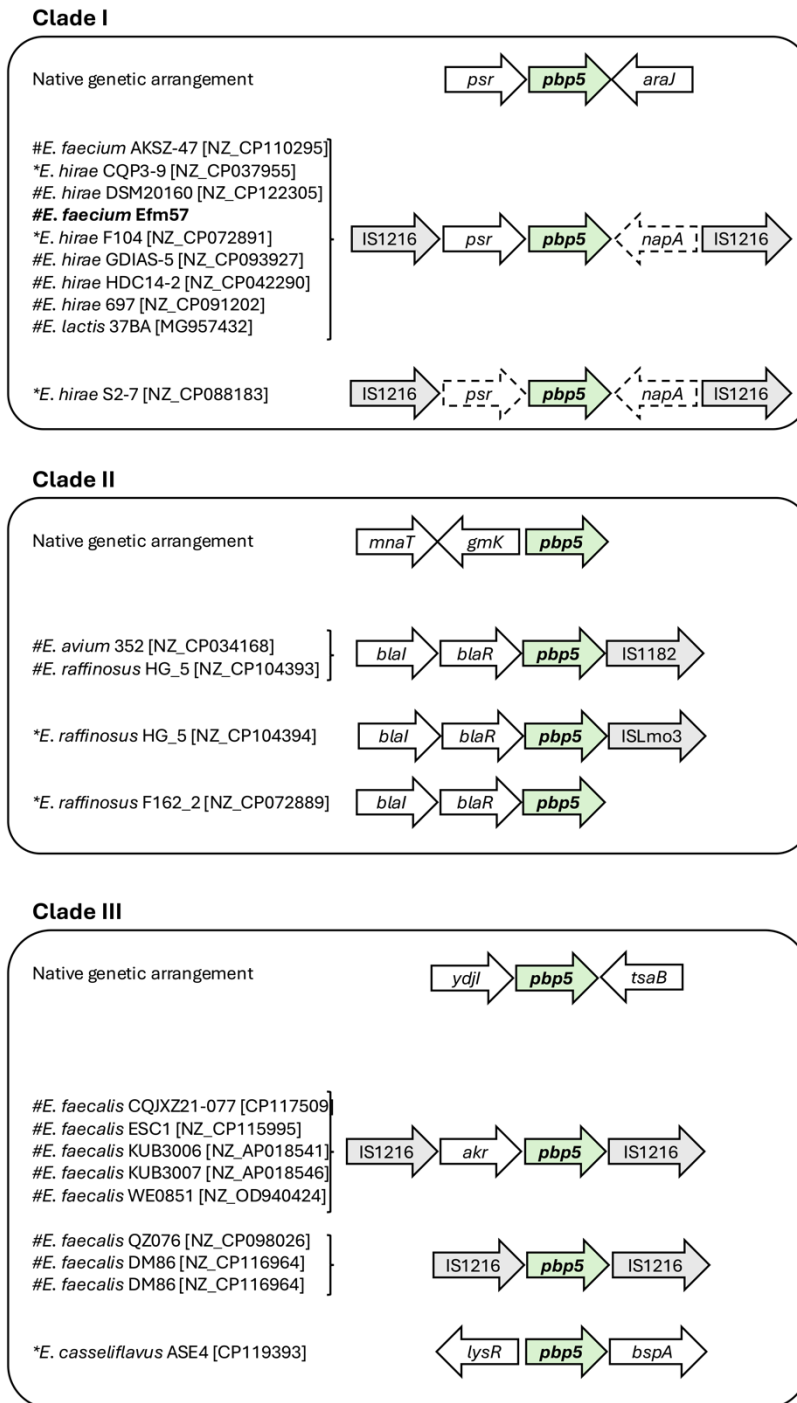 Clade I
Native genetic arrangement
psr pbp5 araJ
#E. faecium AKSZ-47 [NZ_CP110295]
*E. hirae CQP3-9 [NZ_CP037955]
#E. hirae DSM20160 [NZ_CP122305]
#E. faecium Efm57
*E. hirae F104 [NZ_CP072891]
#E. hirae GDIAS-5 [NZ_CP093927]
#E. hirae HDC14-2 [NZ_CP042290]
#E. hirae 697 [NZ_CP091202]
#E. lactis 37BA [MG957432]
IS1216 psr pbp5 napA IS1216
*E. hirae S2-7 [NZ_CP088183]
IS1216 psr pbp5 napA IS1216
Clade II
Native genetic arrangement
mnaT gmK pbp5
#E. avium 352 [NZ_CP034168]
#E. raffinosus HG_5 [NZ_CP104393]
blaI blaR pbp5 IS1182
*E. raffinosus HG_5 [NZ_CP104394]
blaI blaR pbp5 ISLmo3
*E. raffinosus F162_2 [NZ_CP072889]
blaI blaR pbp5
Clade III
Native genetic arrangement
ydjI pbp5 tsaB
#E. faecalis CQJXZ21-077 [CP117509]
#E. faecalis ESC1 [NZ_CP115995]
#E. faecalis KUB3006 [NZ_AP018541]
#E. faecalis KUB3007 [NZ_AP018546]
#E. faecalis WE0851 [NZ_OD940424]
IS1216 akr pbp5 IS1216
#E. faecalis QZ076 [NZ_CP098026]
#E. faecalis DM86 [NZ_CP116964]
#E. faecalis DM86 [NZ_CP116964]
IS1216 pbp5 IS1216
*E. casseliflavus ASE4 [CP119393]
lysR pbp5 bspA